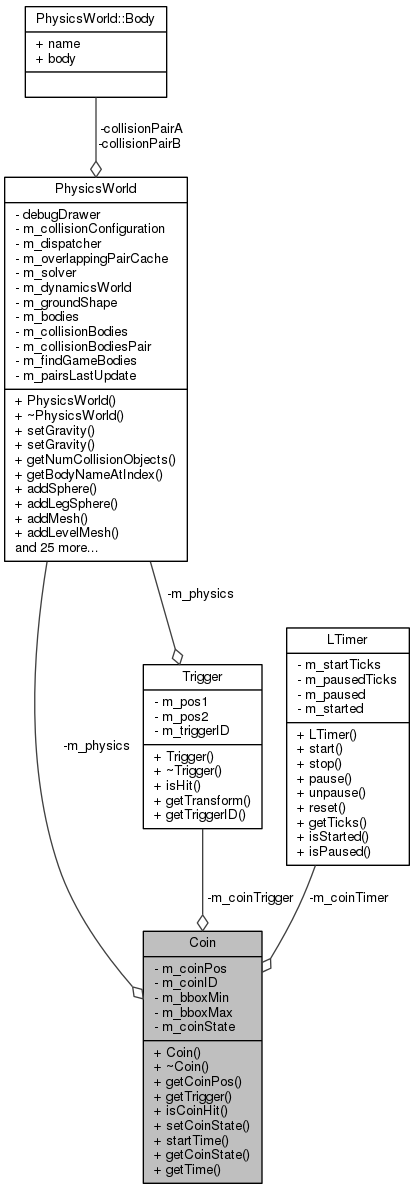 PhysicsWorld::Body
+ name
+ body
-collisionPairA
-collisionPairB
PhysicsWorld
- debugDrawer
- m_collisionConfiguration
- m_dispatcher
- m_overlappingPairCache
- m_solver
- m_dynamicsWorld
- m_groundShape
- m_bodies
- m_collisionBodies
- m_collisionBodiesPair
- m_findGameBodies
- m_pairsLastUpdate
+ PhysicsWorld()
+ ~PhysicsWorld()
+ setGravity()
+ setGravity()
+ getNumCollisionObjects()
+ getBodyNameAtIndex()
+ addSphere()
+ addLegSphere()
+ addMesh()
+ addLevelMesh()
and 25 more...
-m_physics
Trigger
- m_pos1
- m_pos2
- m_triggerID
+ Trigger()
+ ~Trigger()
+ isHit()
+ getTransform()
+ getTriggerID()
LTimer
- m_startTicks
- m_pausedTicks
- m_paused
- m_started
+ LTimer()
+ start()
+ stop()
+ pause()
+ unpause()
+ reset()
+ getTicks()
+ isStarted()
+ isPaused()
-m_physics
-m_coinTrigger
-m_coinTimer
Coin
- m_coinPos
- m_coinID
- m_bboxMin
- m_bboxMax
- m_coinState
+ Coin()
+ ~Coin()
+ getCoinPos()
+ getTrigger()
+ isCoinHit()
+ setCoinState()
+ startTime()
+ getCoinState()
+ getTime()